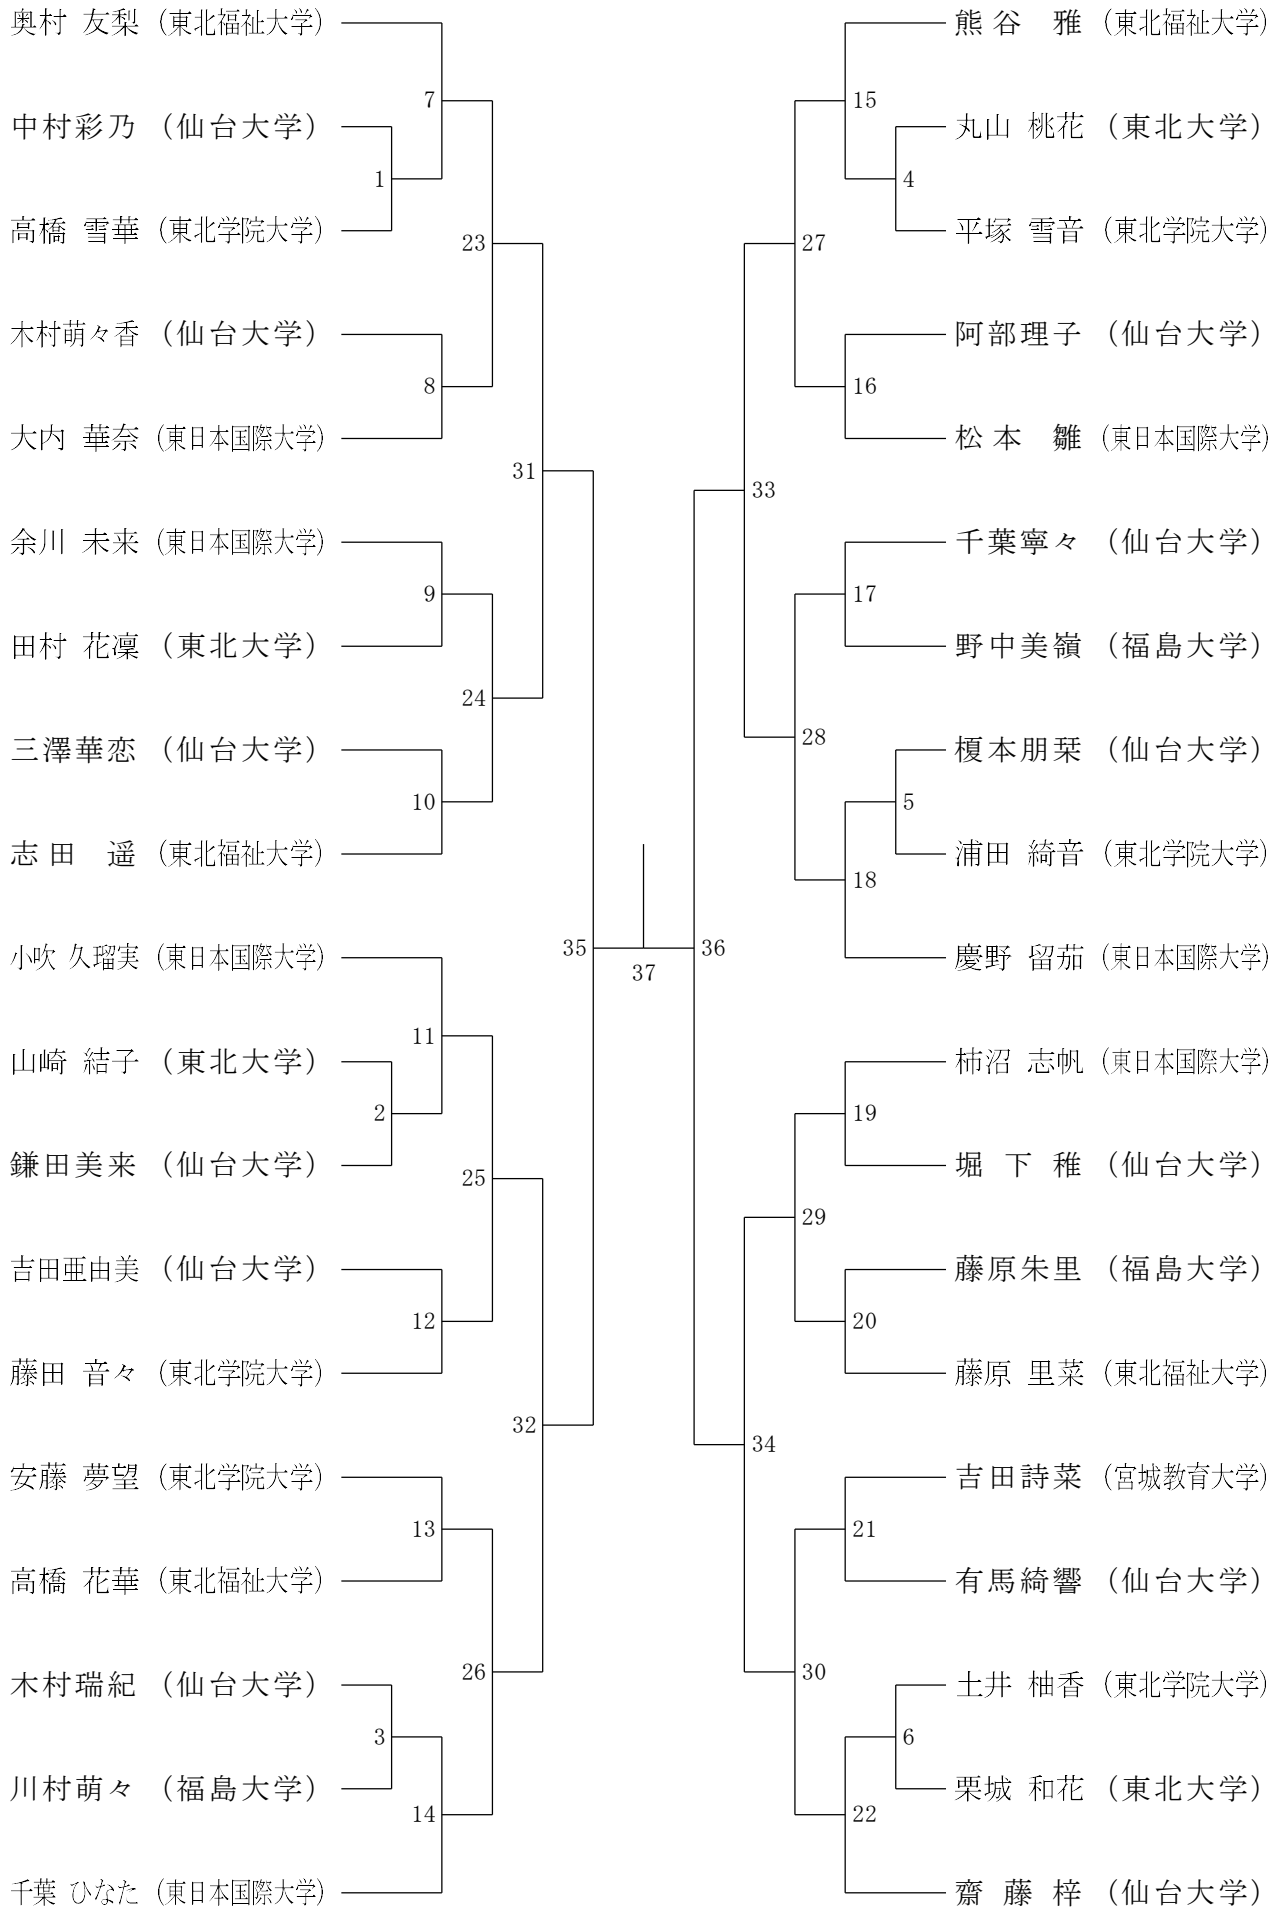 奥村 友梨 (東北福祉大学)
7
中村彩乃 (仙台大学)
1
高橋 雪華 (東北学院大学)
23
木村萌々香 (仙台大学)
8
大内 華奈 (東日本国際大学)
31
余川 未来 (東日本国際大学)
9
田村 花凜 (東北大学)
24
三澤華恋 (仙台大学)
10
志田 遥 (東北福祉大学)
35
小吹 久瑠実 (東日本国際大学)
11
山崎 結子 (東北大学)
2
鎌田美来 (仙台大学)
25
吉田亜由美 (仙台大学)
12
藤田 音々 (東北学院大学)
32
安藤 夢望 (東北学院大学)
13
高橋 花華 (東北福祉大学)
26
木村瑞紀 (仙台大学)
3
川村萌々 (福島大学)
14
千葉 ひなた (東日本国際大学)
37
熊谷 雅 (東北福祉大学)
15
丸山 桃花 (東北大学)
4
平塚 雪音 (東北学院大学)
27
阿部理子 (仙台大学)
16
松本 雛 (東日本国際大学)
33
千葉寧々 (仙台大学)
17
野中美嶺 (福島大学)
28
榎本朋栞 (仙台大学)
5
浦田 綺音 (東北学院大学)
18
慶野 留茄 (東日本国際大学)
36
柿沼 志帆 (東日本国際大学)
19
堀下稚 (仙台大学)
29
藤原朱里 (福島大学)
20
藤原 里菜 (東北福祉大学)
34
吉田詩菜 (宮城教育大学)
21
有馬綺響 (仙台大学)
30
土井 柚香 (東北学院大学)
6
栗城 和花 (東北大学)
22
齋藤梓 (仙台大学)